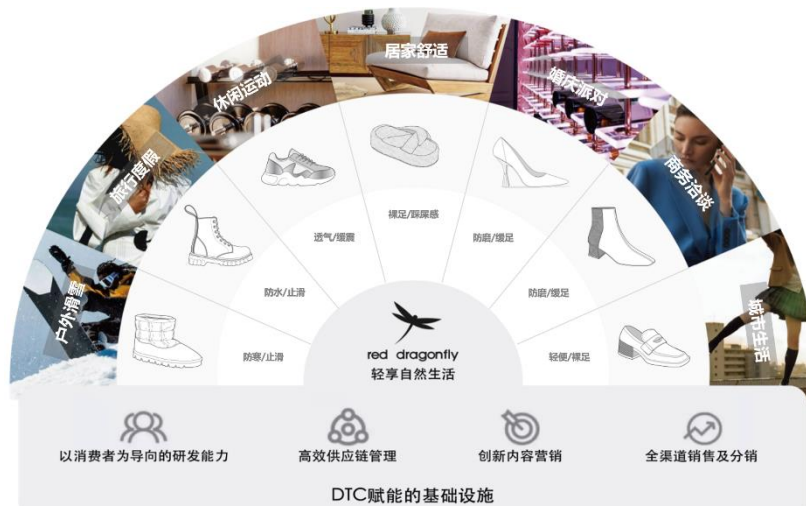 户外滑雪
旅行度假
休闲运动
居家舒适
婚庆派对
商务洽谈
城市生活
防寒/止滑
防水/止滑
透气/缓震
裸足/踩屎感
防磨/缓足
防磨/缓足
轻便/裸足
red dragonfly
轻享自然生活
以消费者为导向的研发能力
高效供应链管理
创新内容营销
全渠道销售及分销
DTC赋能的基础设施